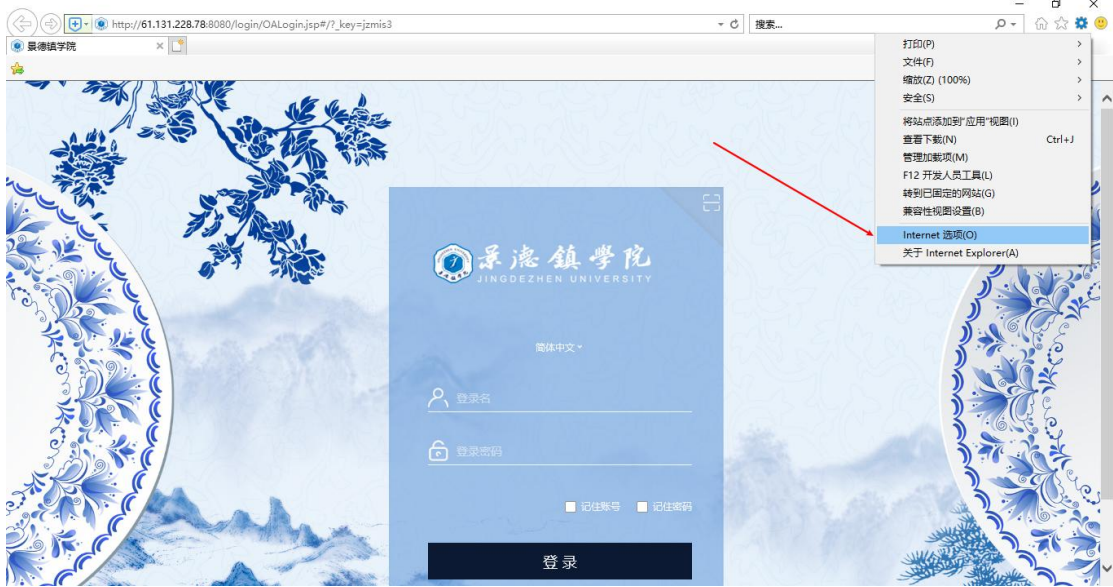 http://61.131.228.78:8080/login/OALogin.jsp#/?_key=jzmis3
搜索...
景德镇学院
打印(P)
文件(F)
缩放(Z) (100%)
安全(S)
将站点添加到“应用”视图(I)
查看下载(N) Ctrl+J
管理加载项(M)
F12 开发人员工具(L)
转到已固定的网站(G)
兼容性视图设置(B)
Internet 选项(O)
关于 Internet Explorer(A)
景德鎮學院
JINGDEZHEN UNIVERSITY
简体中文
登录名
登录密码
记住账号 记住密码
登录